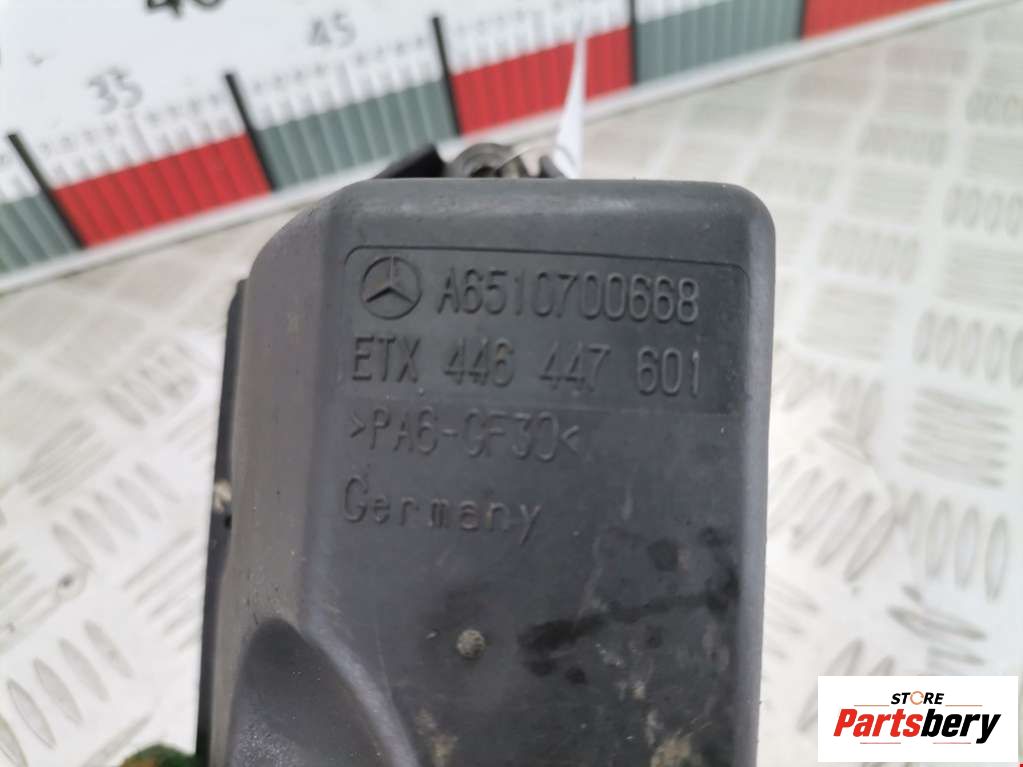 35
45
A6510700668
ETX 446 447 601
>PA6-GF30<
Germany
STORE
Partsbery